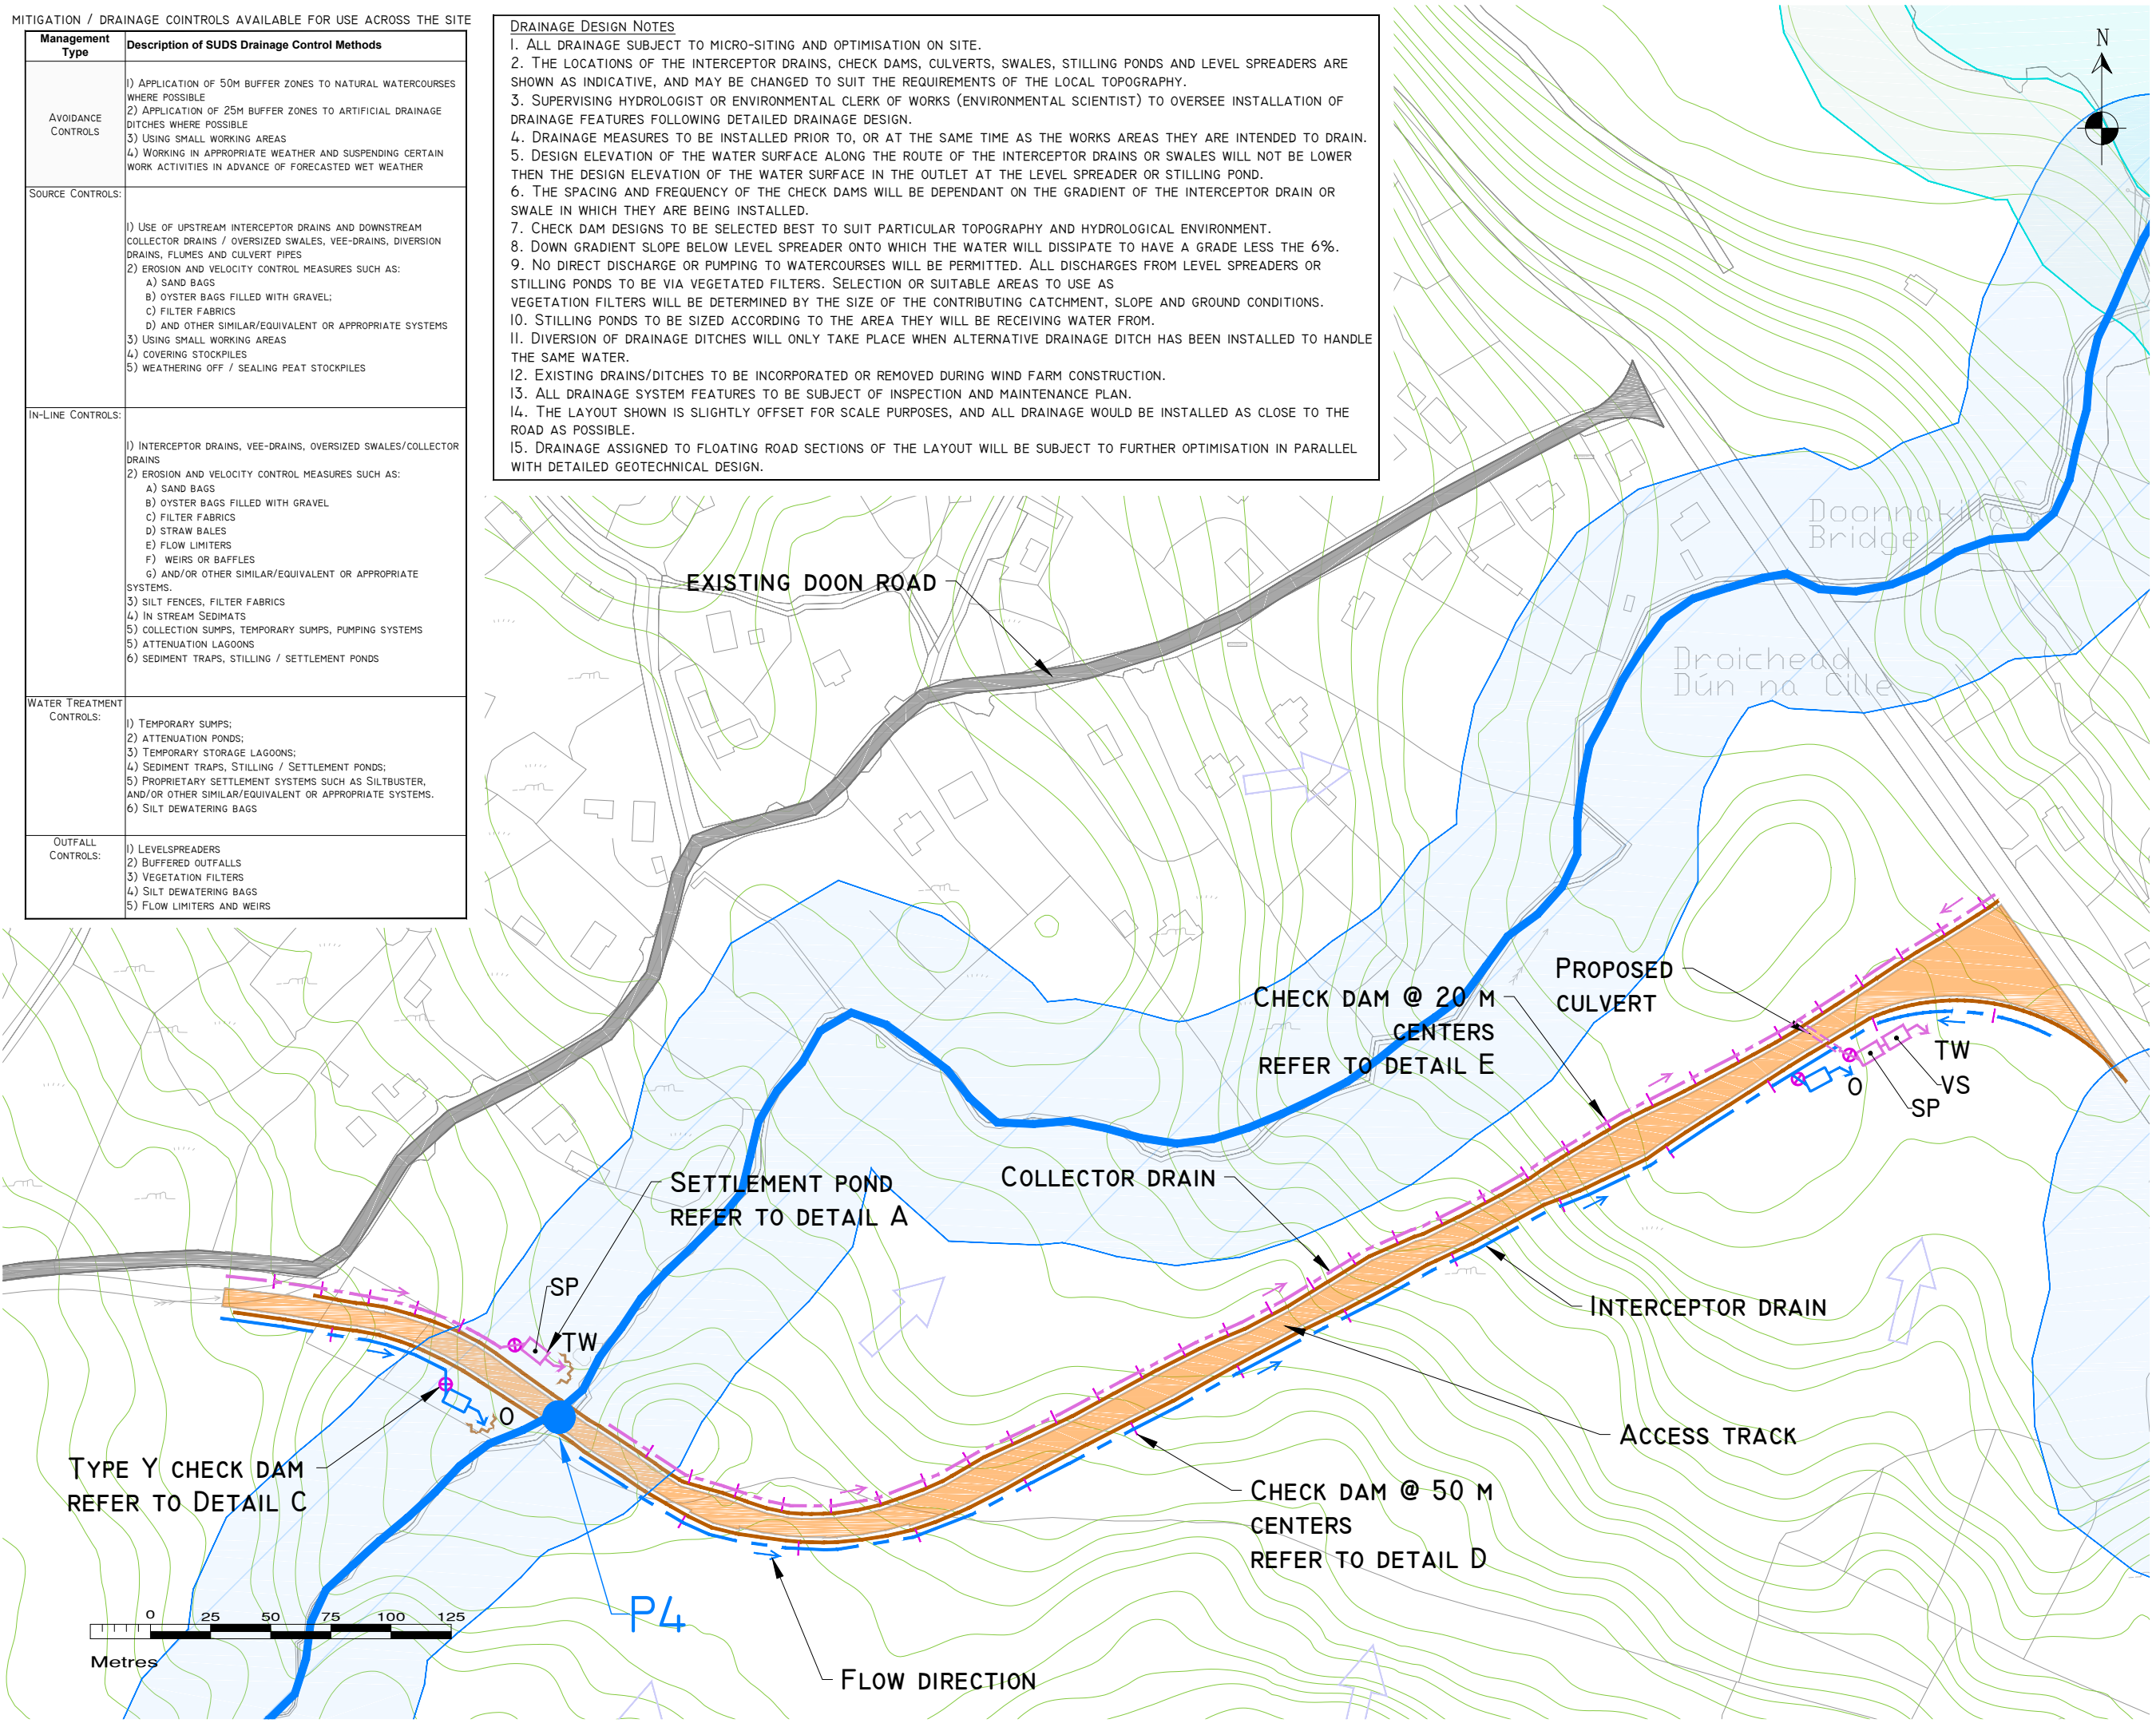 MITIGATION / DRAINAGE COINTROLS AVAILABLE FOR USE ACROSS THE SITE
Management
Type
Description of SUDS Drainage Control Methods
AVOIDANCE
CONTROLS
1) APPLICATION OF 50M BUFFER ZONES TO NATURAL WATERCOURSES
WHERE POSSIBLE
2) APPLICATION OF 25M BUFFER ZONES TO ARTIFICIAL DRAINAGE
DITCHES WHERE POSSIBLE
3) USING SMALL WORKING AREAS
4) WORKING IN APPROPRIATE WEATHER AND SUSPENDING CERTAIN
WORK ACTIVITIES IN ADVANCE OF FORECASTED WET WEATHER
SOURCE CONTROLS:
1) USE OF UPSTREAM INTERCEPTOR DRAINS AND DOWNSTREAM
COLLECTOR DRAINS / OVERSIZED SWALES, VEE-DRAINS, DIVERSION
DRAINS, FLUMES AND CULVERT PIPES
2) EROSION AND VELOCITY CONTROL MEASURES SUCH AS:
A) SAND BAGS
B) OYSTER BAGS FILLED WITH GRAVEL;
C) FILTER FABRICS
D) AND OTHER SIMILAR/EQUIVALENT OR APPROPRIATE SYSTEMS
3) USING SMALL WORKING AREAS
4) COVERING STOCKPILES
5) WEATHERING OFF / SEALING PEAT STOCKPILES
IN-LINE CONTROLS:
1) INTERCEPTOR DRAINS, VEE-DRAINS, OVERSIZED SWALES/COLLECTOR
DRAINS
2) EROSION AND VELOCITY CONTROL MEASURES SUCH AS:
A) SAND BAGS
B) OYSTER BAGS FILLED WITH GRAVEL
C) FILTER FABRICS
D) STRAW BALES
E) FLOW LIMITERS
F) WEIRS OR BAFFLES
G) AND/OR OTHER SIMILAR/EQUIVALENT OR APPROPRIATE
SYSTEMS.
3) SILT FENCES, FILTER FABRICS
4) IN STREAM SEDIMATS
5) COLLECTION SUMPS, TEMPORARY SUMPS, PUMPING SYSTEMS
5) ATTENUATION LAGOONS
6) SEDIMENT TRAPS, STILLING / SETTLEMENT PONDS
WATER TREATMENT
CONTROLS:
1) TEMPORARY SUMPS;
2) ATTENUATION PONDS;
3) TEMPORARY STORAGE LAGOONS;
4) SEDIMENT TRAPS, STILLING / SETTLEMENT PONDS;
5) PROPRIETARY SETTLEMENT SYSTEMS SUCH AS SILTBUSTER,
AND/OR OTHER SIMILAR/EQUIVALENT OR APPROPRIATE SYSTEMS.
6) SILT DEWATERING BAGS
OUTFALL
CONTROLS:
1) LEVELSPREADERS
2) BUFFERED OUTFALLS
3) VEGETATION FILTERS
4) SILT DEWATERING BAGS
5) FLOW LIMITERS AND WEIRS
DRAINAGE DESIGN NOTES
1. ALL DRAINAGE SUBJECT TO MICRO-SITING AND OPTIMISATION ON SITE.
2. THE LOCATIONS OF THE INTERCEPTOR DRAINS, CHECK DAMS, CULVERTS, SWALES, STILLING PONDS AND LEVEL SPREADERS ARE
SHOWN AS INDICATIVE, AND MAY BE CHANGED TO SUIT THE REQUIREMENTS OF THE LOCAL TOPOGRAPHY.
3. SUPERVISING HYDROLOGIST OR ENVIRONMENTAL CLERK OF WORKS (ENVIRONMENTAL SCIENTIST) TO OVERSEE INSTALLATION OF
DRAINAGE FEATURES FOLLOWING DETAILED DRAINAGE DESIGN.
4. DRAINAGE MEASURES TO BE INSTALLED PRIOR TO, OR AT THE SAME TIME AS THE WORKS AREAS THEY ARE INTENDED TO DRAIN.
5. DESIGN ELEVATION OF THE WATER SURFACE ALONG THE ROUTE OF THE INTERCEPTOR DRAINS OR SWALES WILL NOT BE LOWER
THEN THE DESIGN ELEVATION OF THE WATER SURFACE IN THE OUTLET AT THE LEVEL SPREADER OR STILLING POND.
6. THE SPACING AND FREQUENCY OF THE CHECK DAMS WILL BE DEPENDANT ON THE GRADIENT OF THE INTERCEPTOR DRAIN OR
SWALE IN WHICH THEY ARE BEING INSTALLED.
7. CHECK DAM DESIGNS TO BE SELECTED BEST TO SUIT PARTICULAR TOPOGRAPHY AND HYDROLOGICAL ENVIRONMENT.
8. DOWN GRADIENT SLOPE BELOW LEVEL SPREADER ONTO WHICH THE WATER WILL DISSIPATE TO HAVE A GRADE LESS THE 6%.
9. NO DIRECT DISCHARGE OR PUMPING TO WATERCOURSES WILL BE PERMITTED. ALL DISCHARGES FROM LEVEL SPREADERS OR
STILLING PONDS TO BE VIA VEGETATED FILTERS. SELECTION OR SUITABLE AREAS TO USE AS
VEGETATION FILTERS WILL BE DETERMINED BY THE SIZE OF THE CONTRIBUTING CATCHMENT, SLOPE AND GROUND CONDITIONS.
10. STILLING PONDS TO BE SIZED ACCORDING TO THE AREA THEY WILL BE RECEIVING WATER FROM.
11. DIVERSION OF DRAINAGE DITCHES WILL ONLY TAKE PLACE WHEN ALTERNATIVE DRAINAGE DITCH HAS BEEN INSTALLED TO HANDLE
THE SAME WATER.
12. EXISTING DRAINS/DITCHES TO BE INCORPORATED OR REMOVED DURING WIND FARM CONSTRUCTION.
13. ALL DRAINAGE SYSTEM FEATURES TO BE SUBJECT OF INSPECTION AND MAINTENANCE PLAN.
14. THE LAYOUT SHOWN IS SLIGHTLY OFFSET FOR SCALE PURPOSES, AND ALL DRAINAGE WOULD BE INSTALLED AS CLOSE TO THE
ROAD AS POSSIBLE.
15. DRAINAGE ASSIGNED TO FLOATING ROAD SECTIONS OF THE LAYOUT WILL BE SUBJECT TO FURTHER OPTIMISATION IN PARALLEL
WITH DETAILED GEOTECHNICAL DESIGN.
N
Doonnakilla
Bridge
EXISTING DOON ROAD
Droichead
Dún na Cille
PROPOSED
CULVERT
CHECK DAM @ 20 M
CENTERS
REFER TO DETAIL E
TW
VS
O
SP
SETTLEMENT POND
REFER TO DETAIL A
COLLECTOR DRAIN
SP
TW
INTERCEPTOR DRAIN
O
ACCESS TRACK
TYPE Y CHECK DAM
REFER TO DETAIL C
CHECK DAM @ 50 M
CENTERS
REFER TO DETAIL D
P4
0 25 50 75 100 125
Metres
FLOW DIRECTION